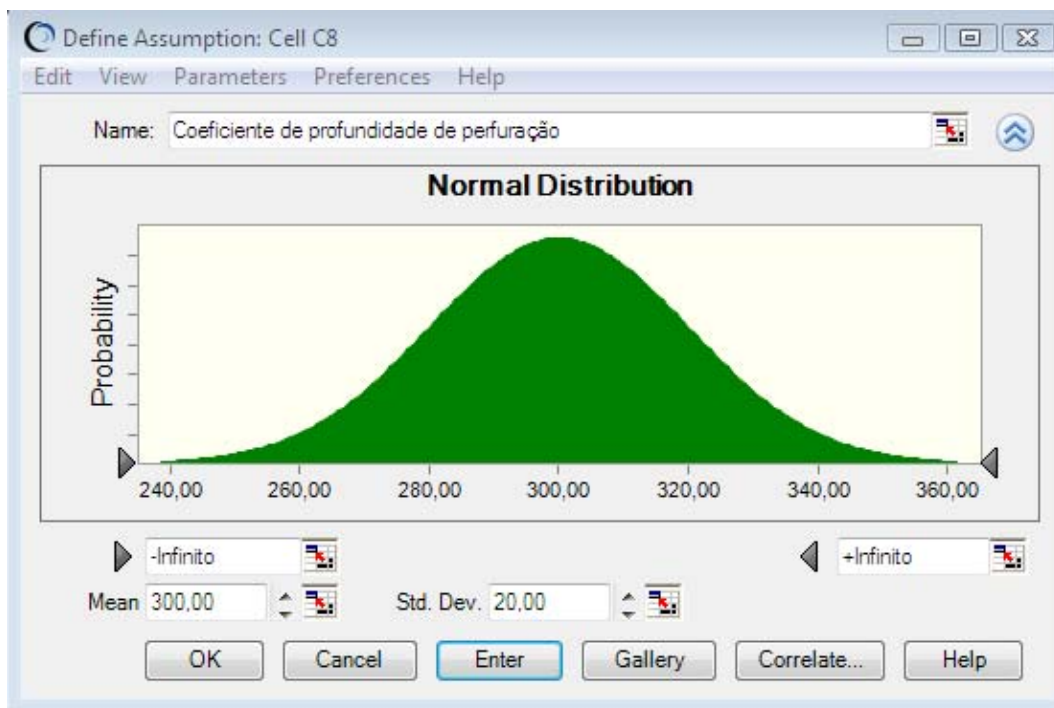 Define Assumption: Cell C8
Edit View Parameters Preferences Help
Name: Coeficiente de profundidade de perfuração
Normal Distribution
Probability
240,00 260,00 280,00 300,00 320,00 340,00 360,00
-Infinito +Infinito
Mean 300,00 Std. Dev. 20,00
OK Cancel Enter Gallery Correlate... Help